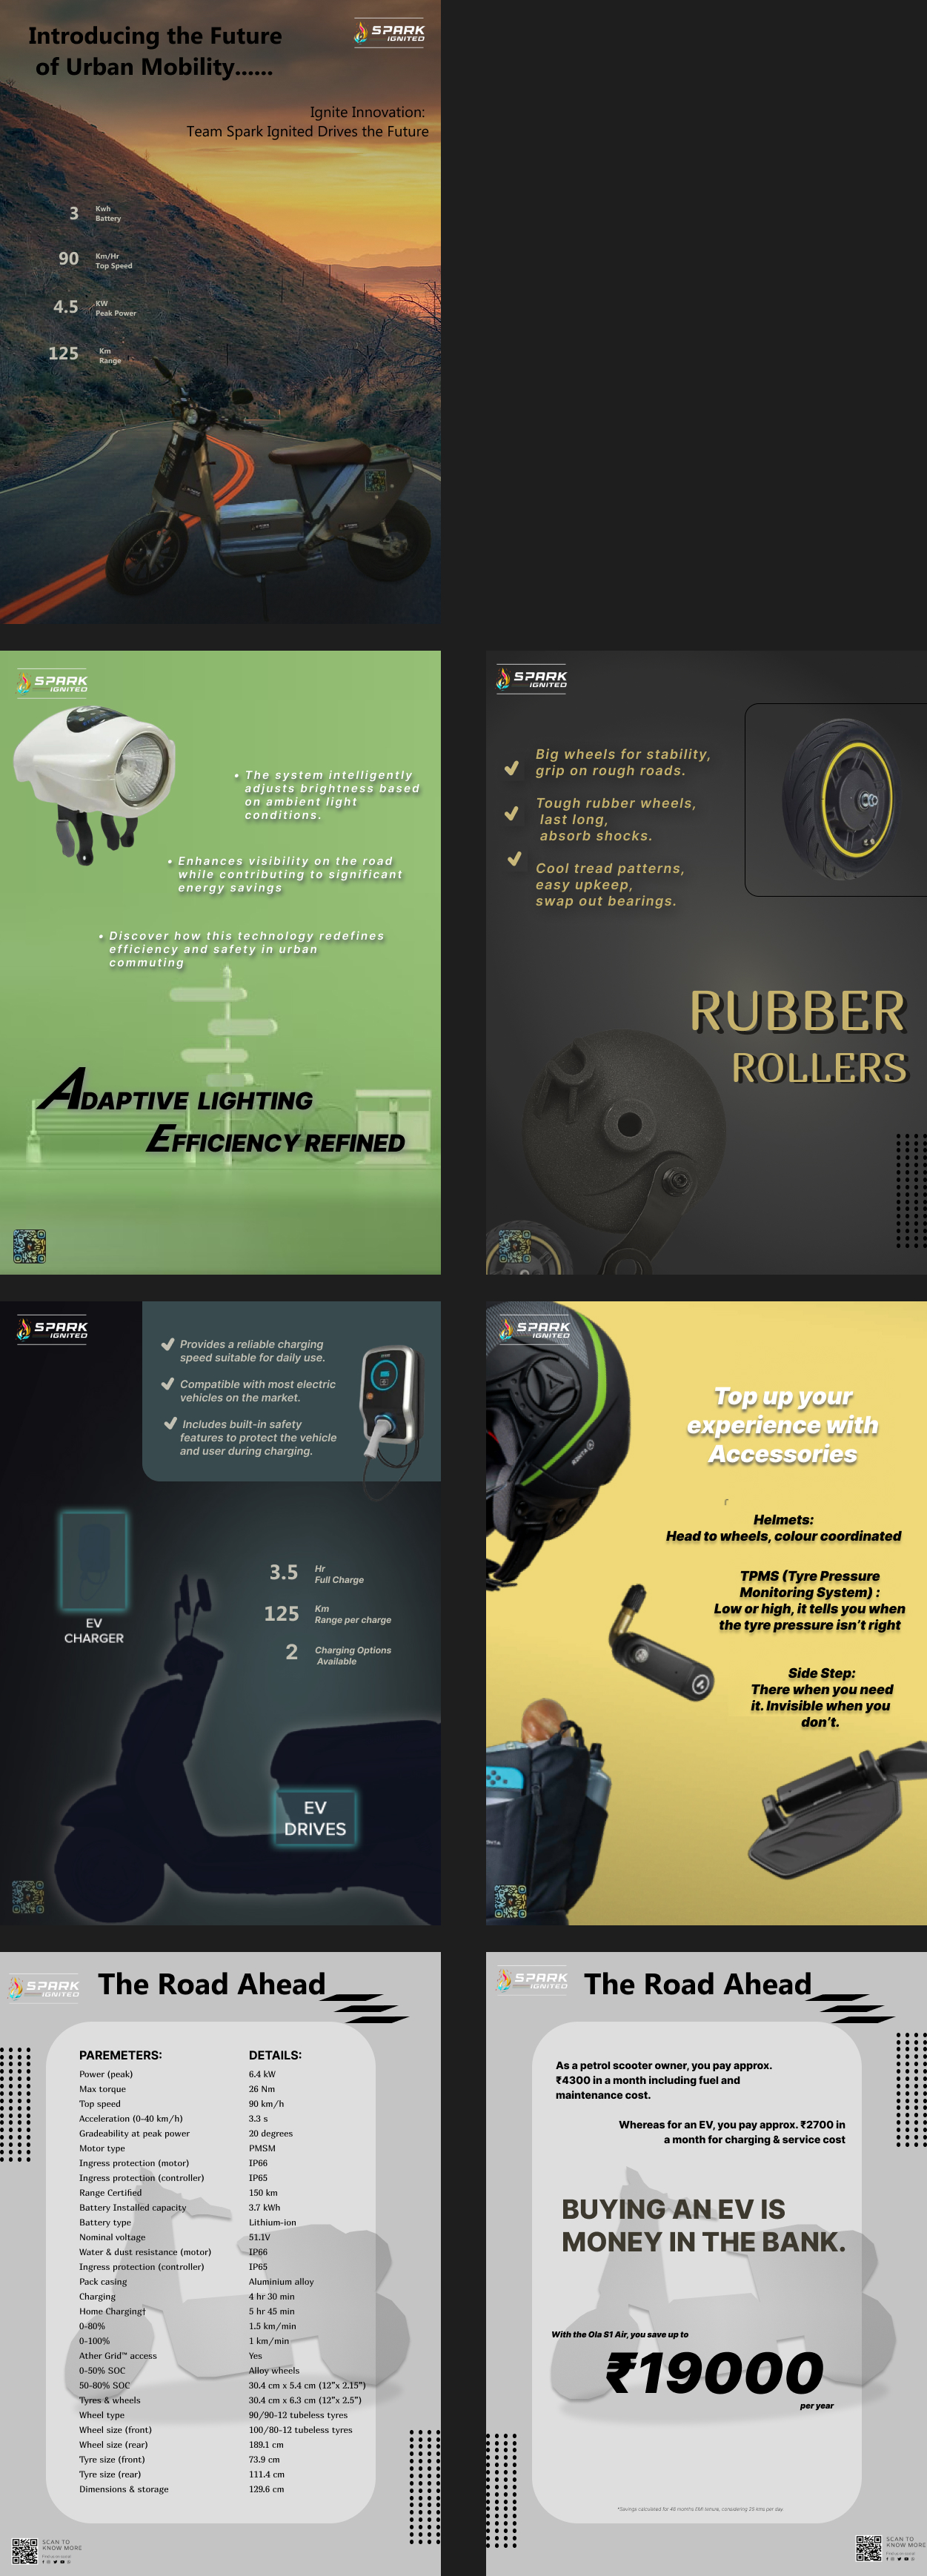 Introducing the Future
of Urban Mobility......
SPARK
IGNITED
Ignite Innovation:
Team Spark Ignited Drives the Future
3 Kwh
Battery
90 Km/Hr
Top Speed
4.5 KW
Peak Power
125 Km
Range
SPARK
IGNITED
• The system intelligently
adjusts brightness based
on ambient light
conditions.
• Enhances visibility on the road
while contributing to significant
energy savings
• Discover how this technology redefines
efficiency and safety in urban
commuting
ADAPTIVE LIGHTING
EFFICIENCY REFINED
SPARK
IGNITED
Big wheels for stability,
grip on rough roads.
Tough rubber wheels,
last long,
absorb shocks.
Cool tread patterns,
easy upkeep,
swap out bearings.
RUBBER
ROLLERS
SPARK
IGNITED
Provides a reliable charging
speed suitable for daily use.
Compatible with most electric
vehicles on the market.
Includes built-in safety
features to protect the vehicle
and user during charging.
EV
CHARGER
3.5 Hr
Full Charge
125 Km
Range per charge
2 Charging Options
Available
EV
DRIVES
SPARK
IGNITED
Top up your
experience with
Accessories
Helmets:
Head to wheels, colour coordinated
TPMS (Tyre Pressure
Monitoring System) :
Low or high, it tells you when
the tyre pressure isn't right
Side Step:
There when you need
it. Invisible when you
don't.
SPARK
IGNITED
The Road Ahead
PAREMETERS: DETAILS:
Power (peak) 6.4 kW
Max torque 26 Nm
Top speed 90 km/h
Acceleration (0-40 km/h) 3.3 s
Gradeability at peak power 20 degrees
Motor type PMSM
Ingress protection (motor) IP66
Ingress protection (controller) IP65
Range Certified 150 km
Battery Installed capacity 3.7 kWh
Battery type Lithium-ion
Nominal voltage 51.1V
Water & dust resistance (motor) IP66
Ingress protection (controller) IP65
Pack casing Aluminium alloy
Charging 4 hr 30 min
Home Charging† 5 hr 45 min
0-80% 1.5 km/min
0-100% 1 km/min
Ather Grid™ access Yes
0-50% SOC Alloy wheels
50-80% SOC 30.4 cm x 5.4 cm (12"x 2.15")
Tyres & wheels 30.4 cm x 6.3 cm (12"x 2.5")
Wheel type 90/90-12 tubeless tyres
Wheel size (front) 100/80-12 tubeless tyres
Wheel size (rear) 189.1 cm
Tyre size (front) 73.9 cm
Tyre size (rear) 111.4 cm
Dimensions & storage 129.6 cm
SCAN TO
KNOW MORE
SPARK
IGNITED
The Road Ahead
As a petrol scooter owner, you pay approx.
₹4300 in a month including fuel and
maintenance cost.
Whereas for an EV, you pay approx. ₹2700 in
a month for charging & service cost
BUYING AN EV IS
MONEY IN THE BANK.
With the Ola S1 Air, you save up to
₹19000
per year
*Savings calculated for 48 months EMI tenure, considering 25 kms per day
SCAN TO
KNOW MORE